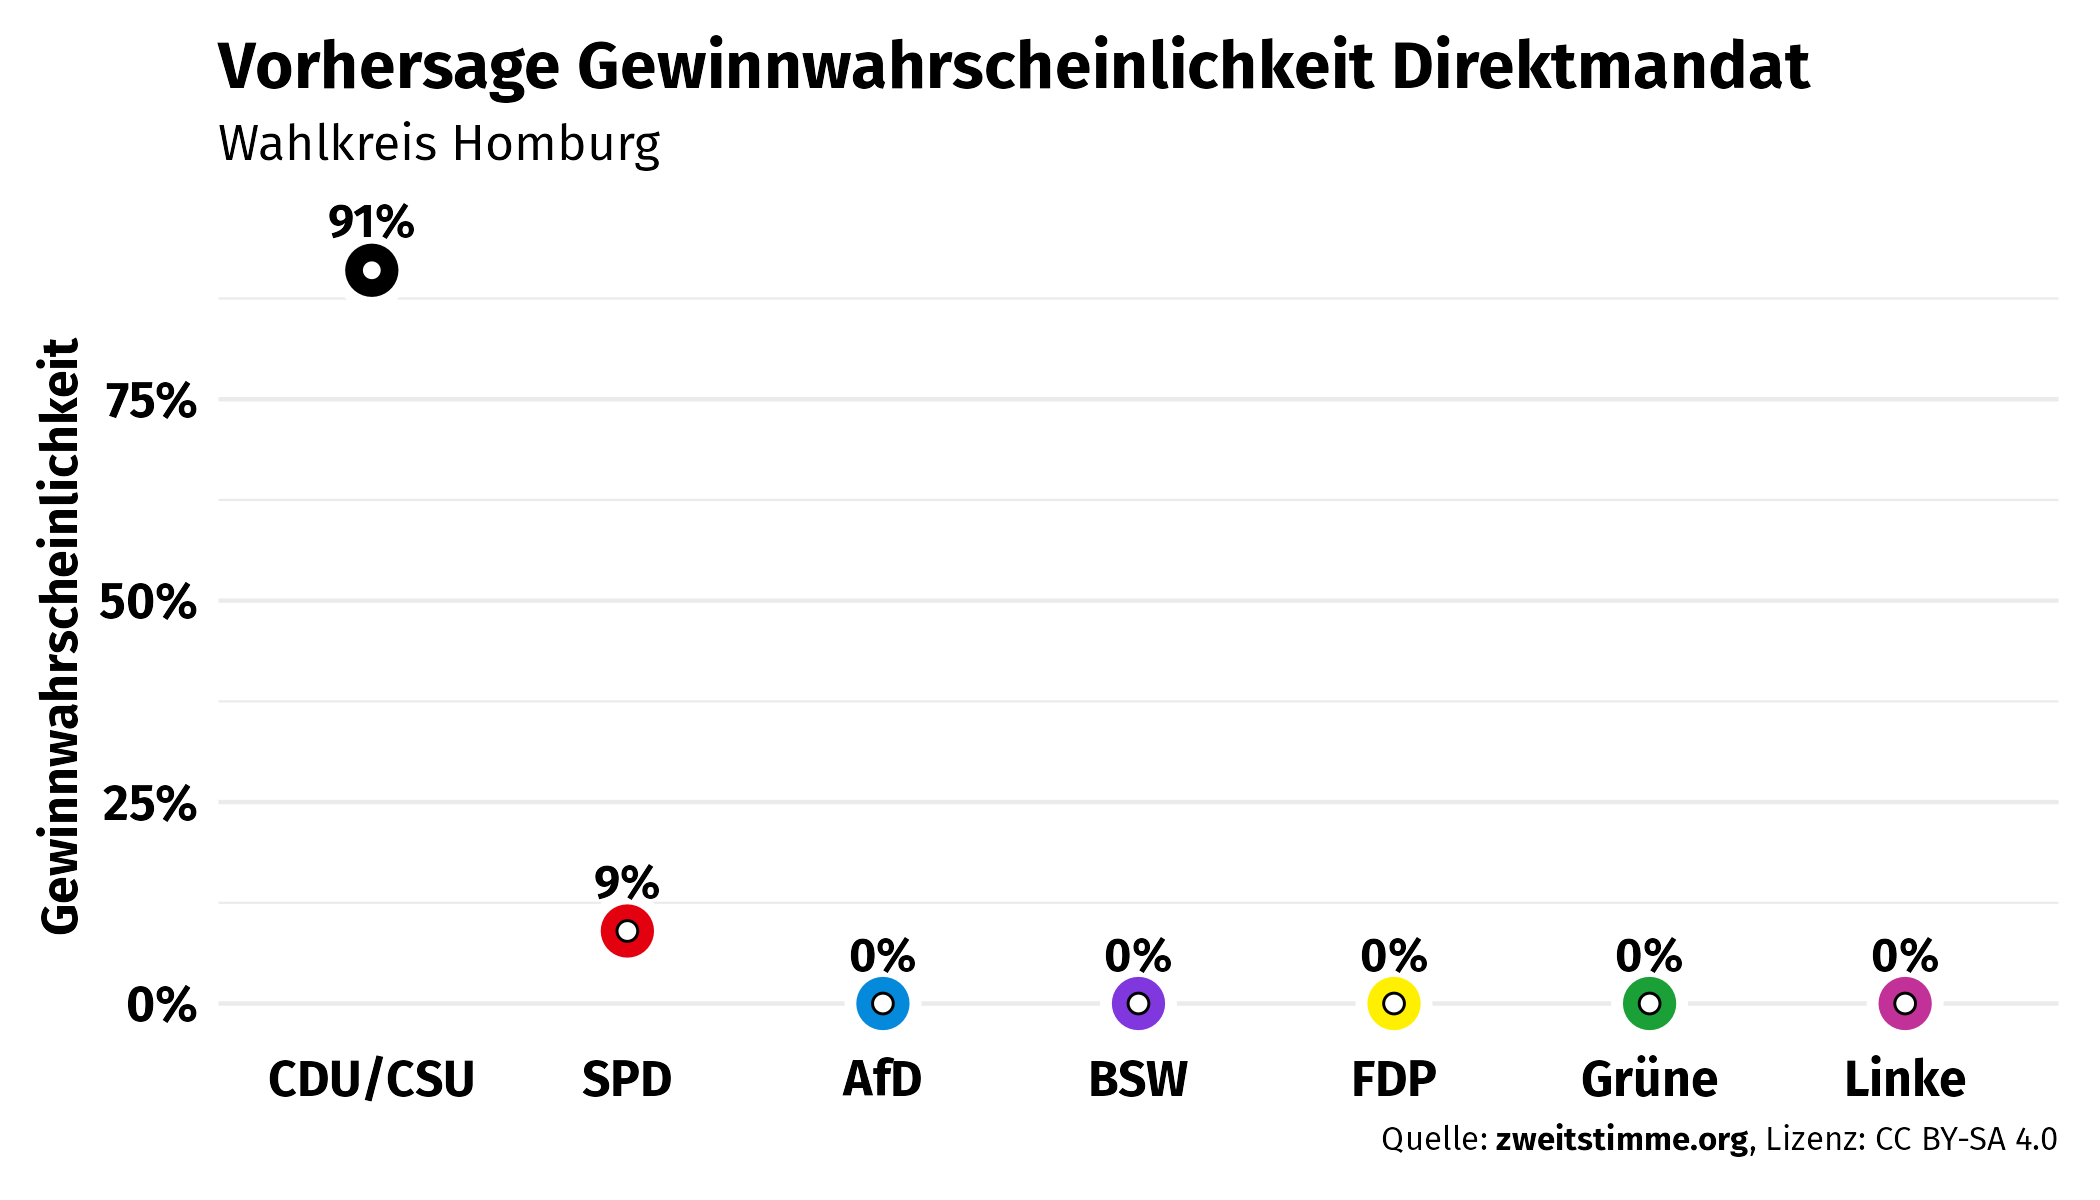 Vorhersage Gewinnwahrscheinlichkeit Direktmandat
Wahlkreis Homburg
Gewinnwahrscheinlichkeit
91%
75%
50%
25%
9%
0% 0% 0% 0% 0%
0%
CDU/CSU SPD AfD BSW FDP Grüne Linke
Quelle: zweitstimme.org, Lizenz: CC BY-SA 4.0